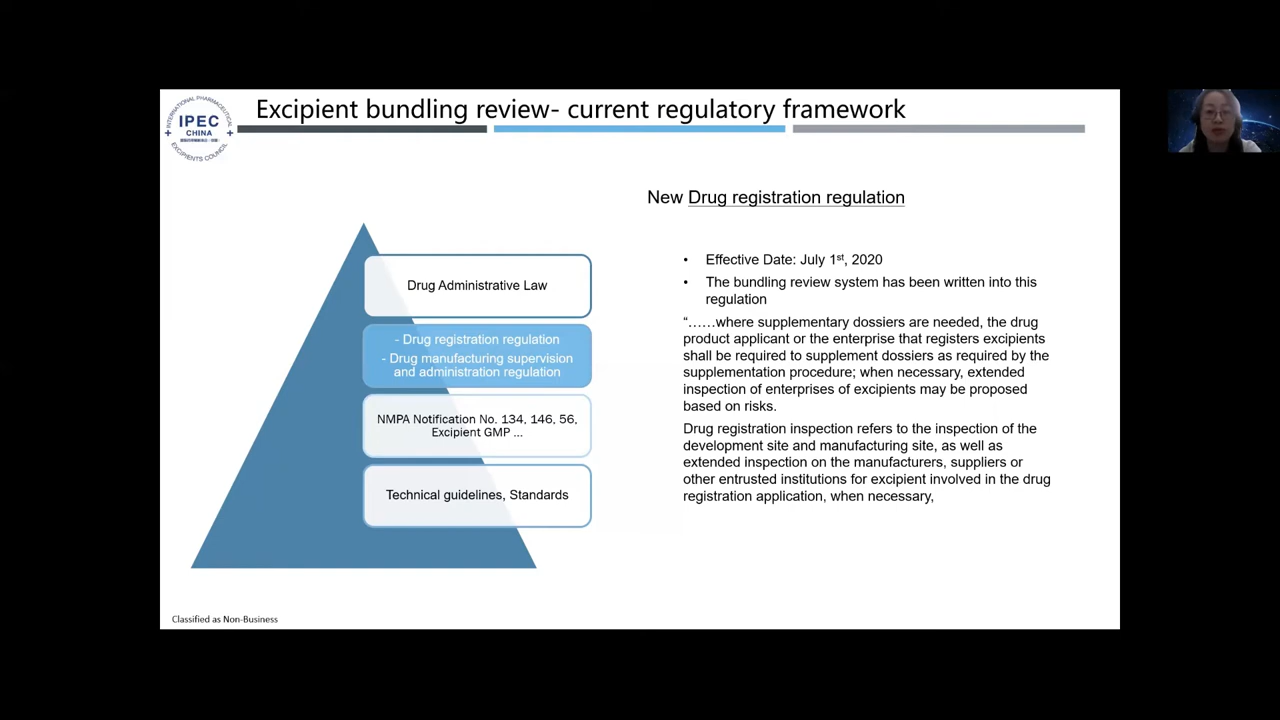 Excipient bundling review- current regulatory framework
INTERNATIONAL PHARMACEUTICAL
IPEC
CHINA
EXCIPIENTS COUNCIL
New Drug registration regulation
Drug Administrative Law
- Drug registration regulation
- Drug manufacturing supervision
and administration regulation
NMPA Notification No. 134, 146, 56,
Excipient GMP ...
Technical guidelines, Standards
• Effective Date: July 1st, 2020
• The bundling review system has been written into this
regulation
“……where supplementary dossiers are needed, the drug
product applicant or the enterprise that registers excipients
shall be required to supplement dossiers as required by the
supplementation procedure; when necessary, extended
inspection of enterprises of excipients may be proposed
based on risks.
Drug registration inspection refers to the inspection of the
development site and manufacturing site, as well as
extended inspection on the manufacturers, suppliers or
other entrusted institutions for excipient involved in the drug
registration application, when necessary,
Classified as Non-Business